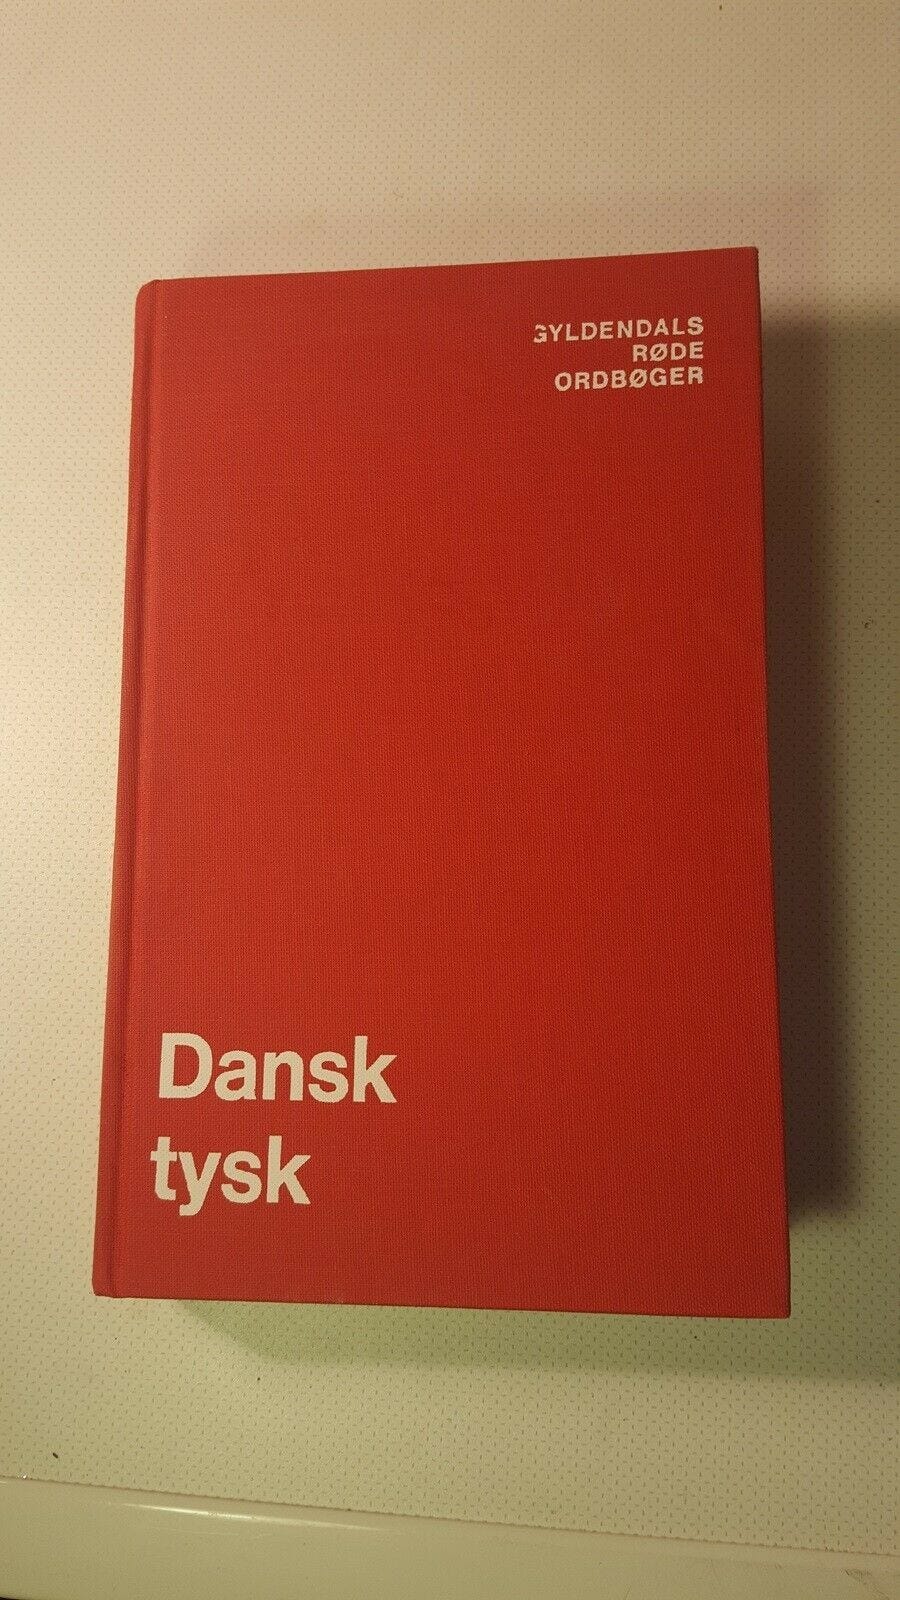 GYLDENDALS
RØDE
ORDBØGER
Dansk
tysk